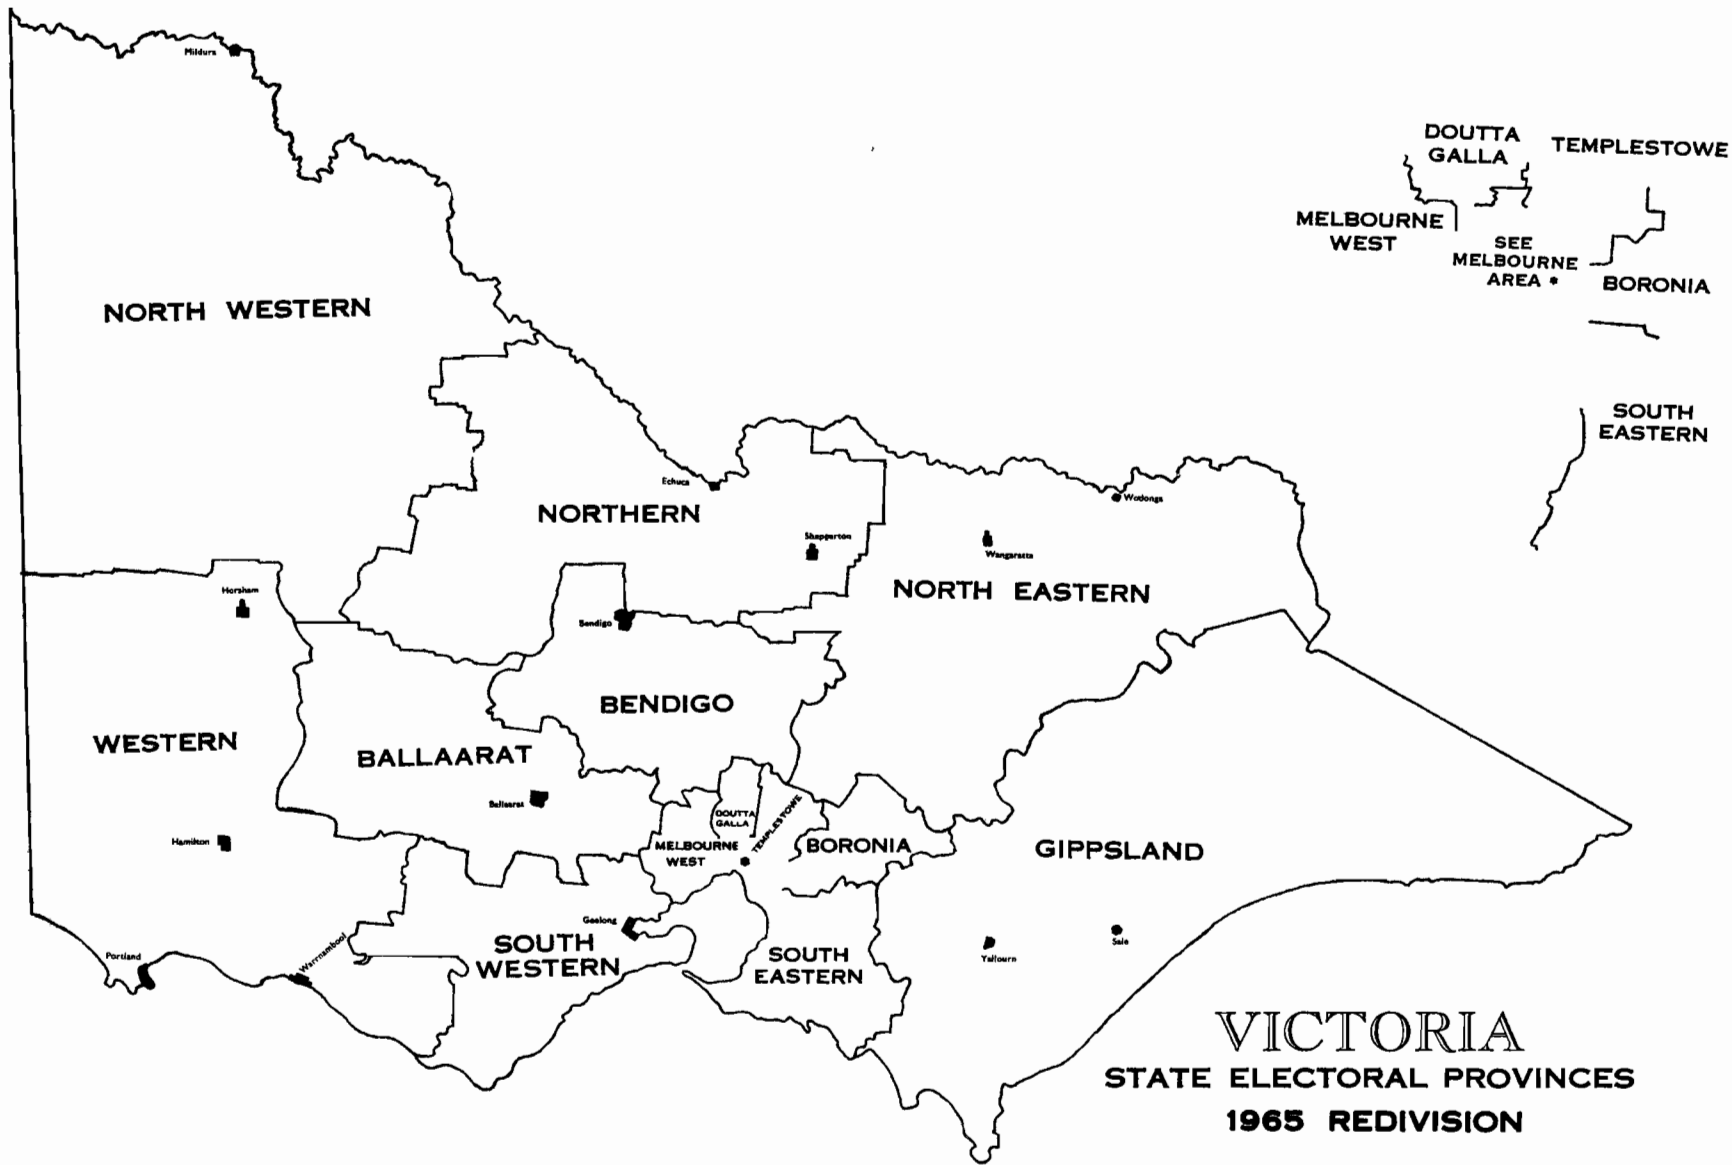 Mildura
DOUTTA
GALLA
TEMPLESTOWE
MELBOURNE
WEST
SEE
MELBOURNE
AREA *
BORONIA
SOUTH
EASTERN
NORTH WESTERN
Echuca
Wodonga
NORTHERN
Shepparton
Wangaratta
NORTH EASTERN
Horsham
Bendigo
BENDIGO
WESTERN
BALLAARAT
Ballaarat
Hamilton
DOUTTA
GALLA
TEMPLESTOWE
MELBOURNE
WEST
BORONIA
GIPPSLAND
Geelong
SOUTH
WESTERN
Portland
Warrnambool
SOUTH
EASTERN
Yallourn
Sale
VICTORIA
STATE ELECTORAL PROVINCES
1965 REDIVISION